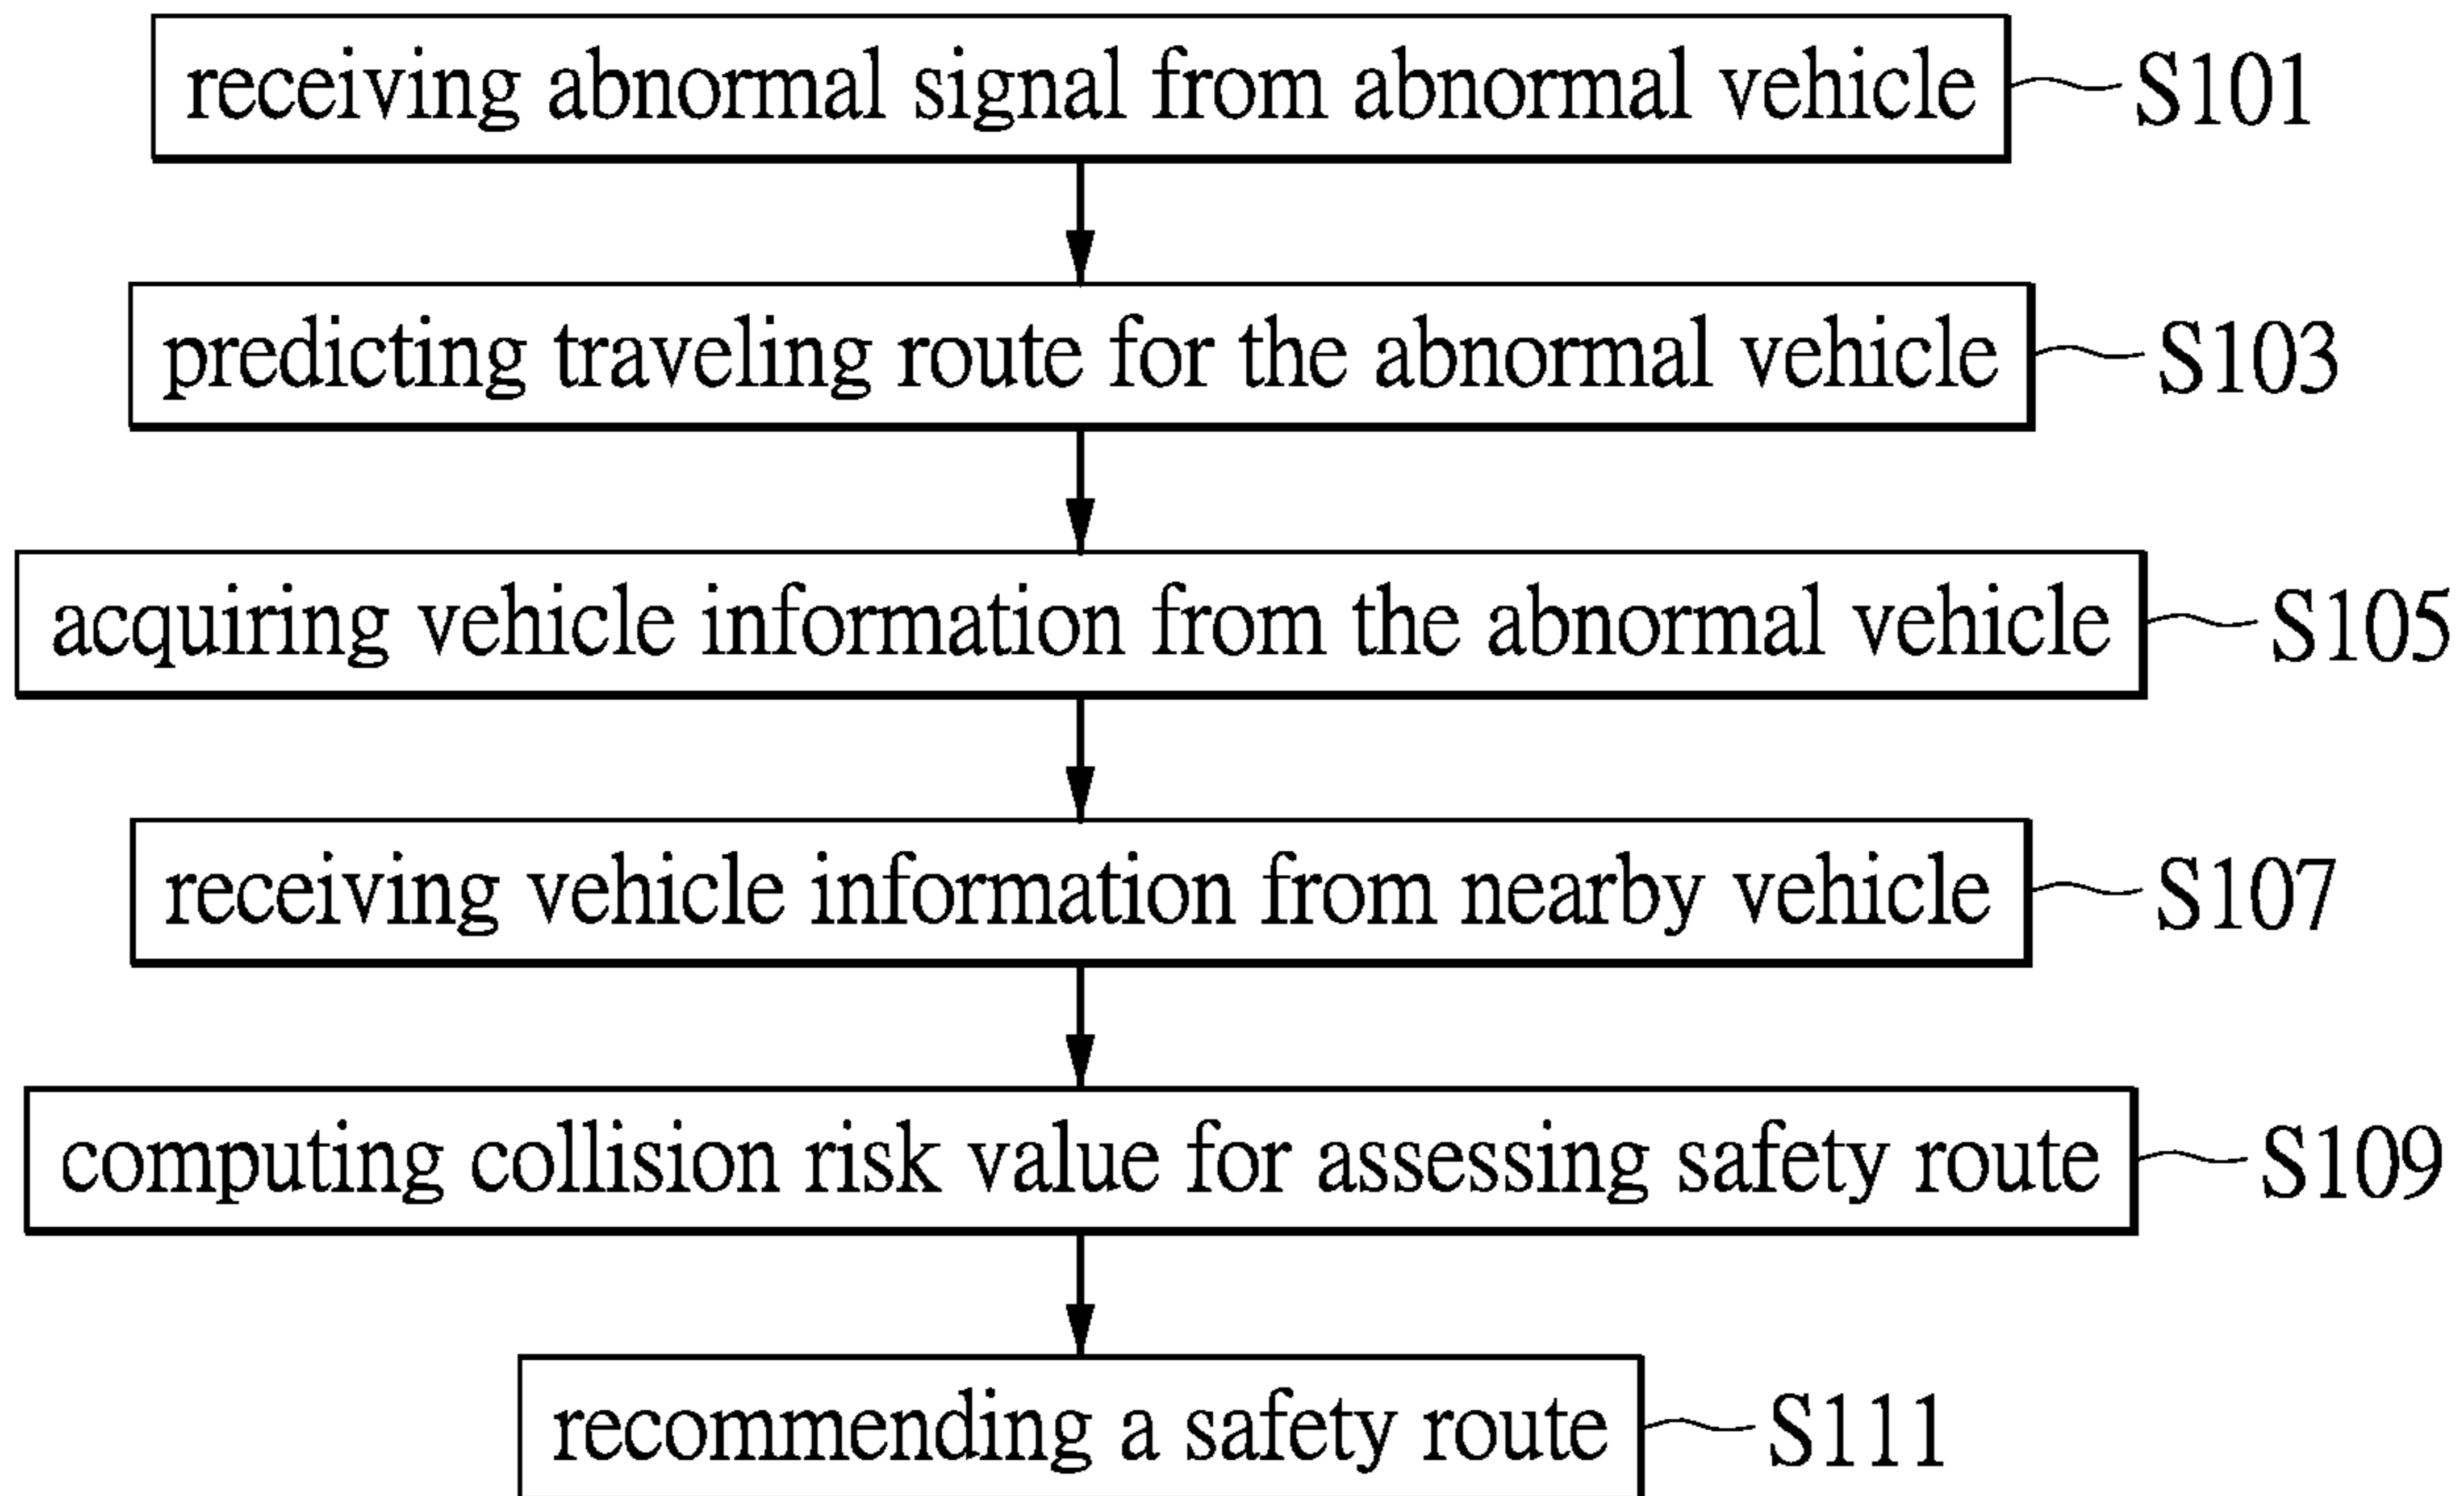 receiving abnormal signal from abnormal vehicle S101
predicting traveling route for the abnormal vehicle S103
acquiring vehicle information from the abnormal vehicle S105
receiving vehicle information from nearby vehicle S107
computing collision risk value for assessing safety route S109
recommending a safety route S111